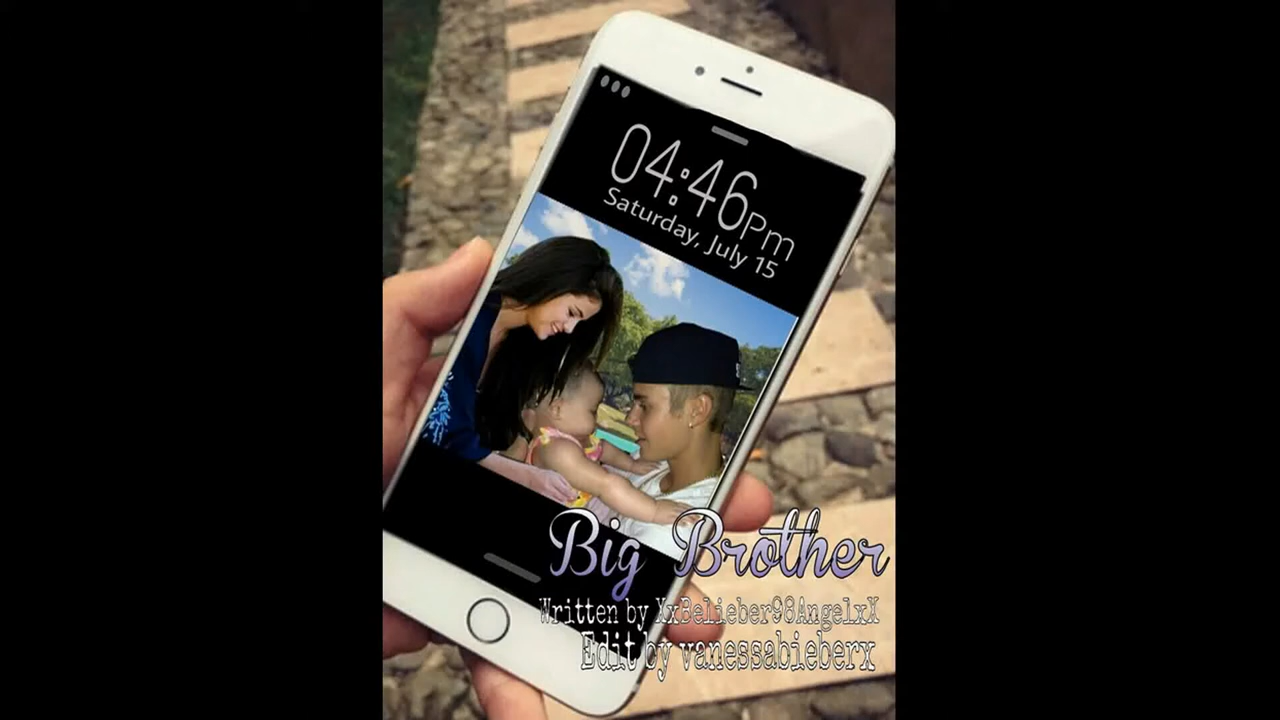 04:46Pm
Saturday, July 15
Big Brother
Written by XxBelieber98AngelxX
Edit by vanessabieberx